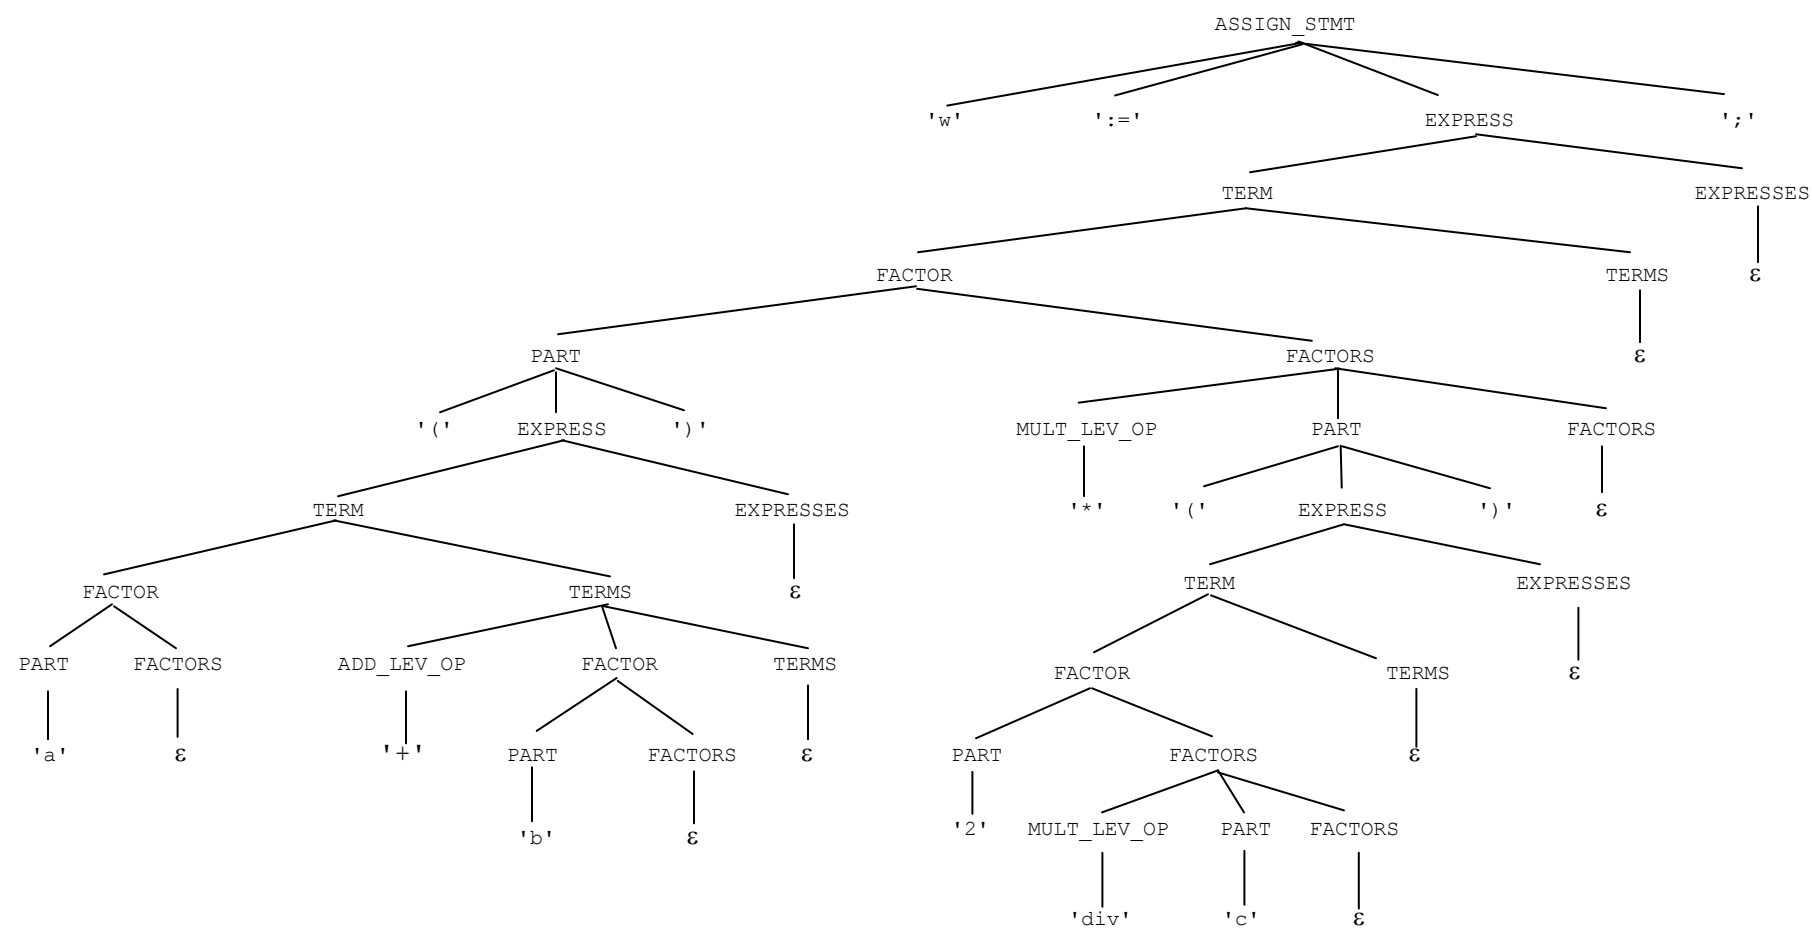 ASSIGN_STMT
'w' ':=' EXPRESS ';'
TERM EXPRESSES
FACTOR TERMS ε
PART FACTORS ε
'(' EXPRESS ')' MULT_LEV_OP PART FACTORS
TERM EXPRESSES '*' '(' EXPRESS ')' ε
FACTOR TERMS ε TERM EXPRESSES
PART FACTORS ADD_LEV_OP FACTOR TERMS FACTOR TERMS ε
'a' ε '+' PART FACTORS ε PART FACTORS ε
'b' ε '2' MULT_LEV_OP PART FACTORS
'div' 'c' ε